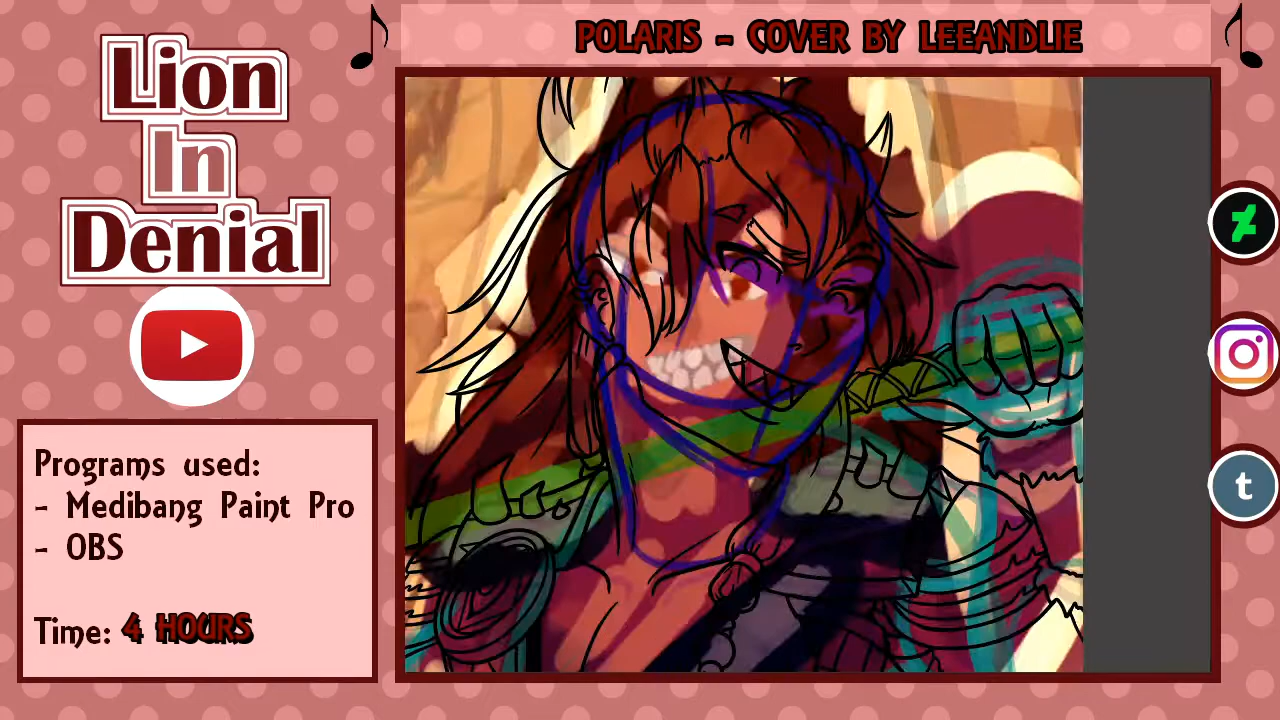 POLARIS - COVER BY LEEANDLIE
Lion
In
Denial
Programs used:
- Medibang Paint Pro
- OBS
Time: 4 HOURS
t